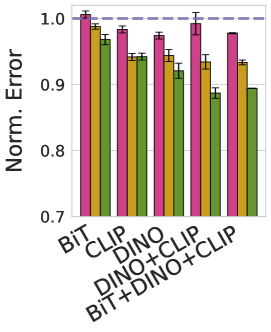 Norm. Error
1.0
0.9
0.8
0.7
BiT
CLIP
DINO
DINO+CLIP
BiT+DINO+CLIP